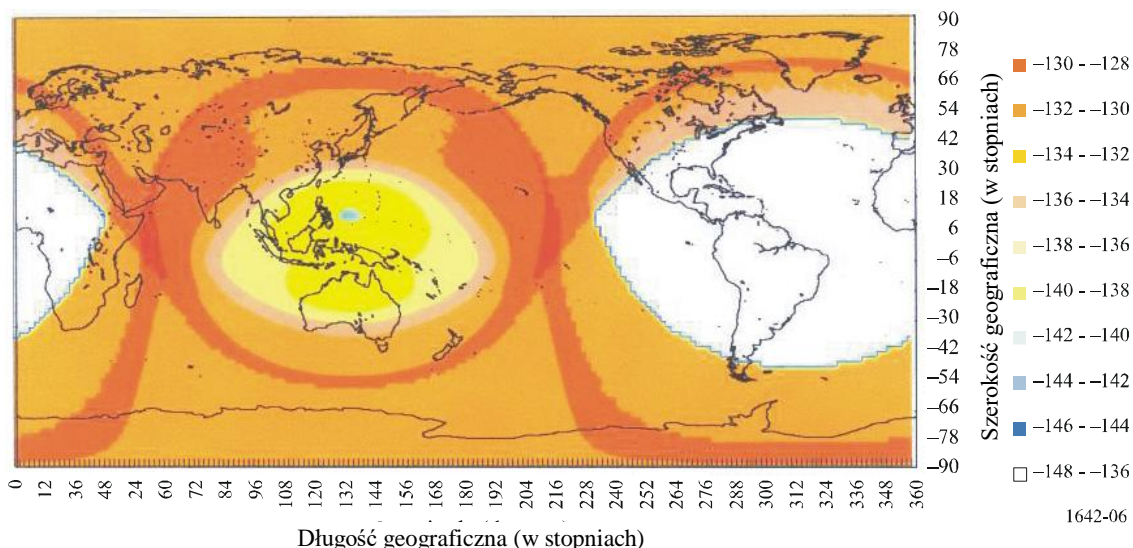 90
78
66
54
42
30
18
6
–6
–18
–30
–42
–54
–66
–78
–90
Szerokość geograficzna (w stopniach)
–130 - –128
–132 - –130
–134 - –132
–136 - –134
–138 - –136
–140 - –138
–142 - –140
–144 - –142
–146 - –144
–148 - –136
0 12 36 48 24 60 72 84 96 108 120 132 144 156 168 180 192 204 216 228 240 252 264 276 288 300 312 324 336 348 360
Długość geograficzna (w stopniach)
1642-06